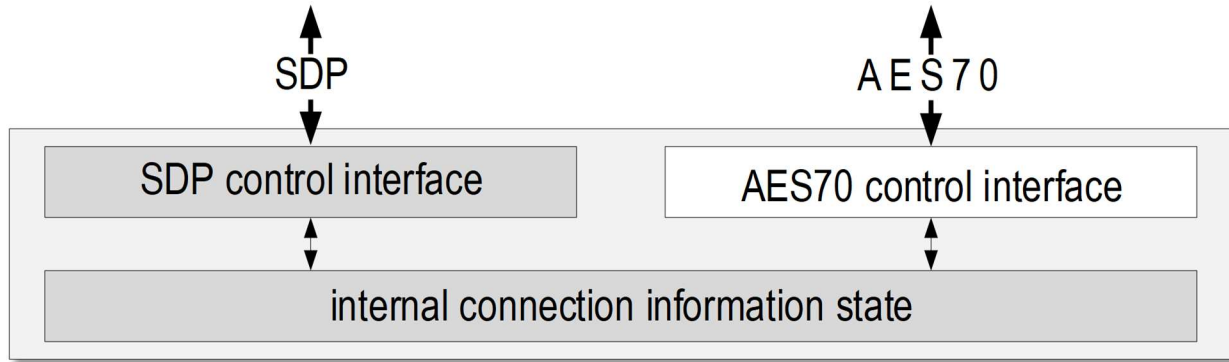 SDP
AES70
SDP control interface
AES70 control interface
internal connection information state